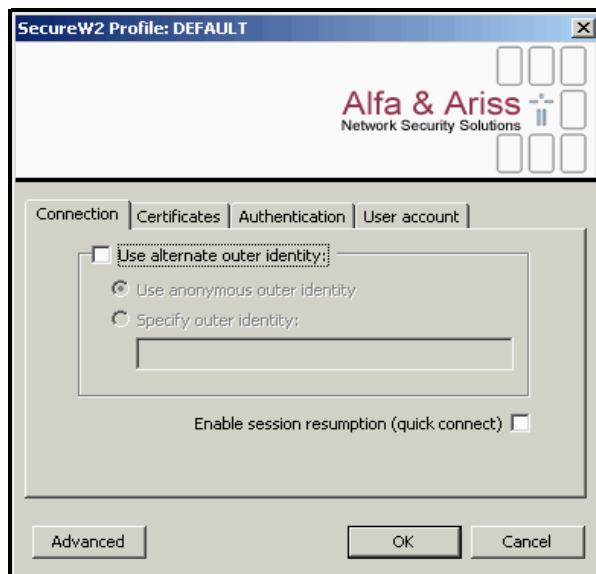 SecureW2 Profile: DEFAULT
Alfa & Ariss
Network Security Solutions
Connection Certificates Authentication User account
Use alternate outer identity:
Use anonymous outer identity
Specify outer identity:
Enable session resumption (quick connect)
Advanced OK Cancel